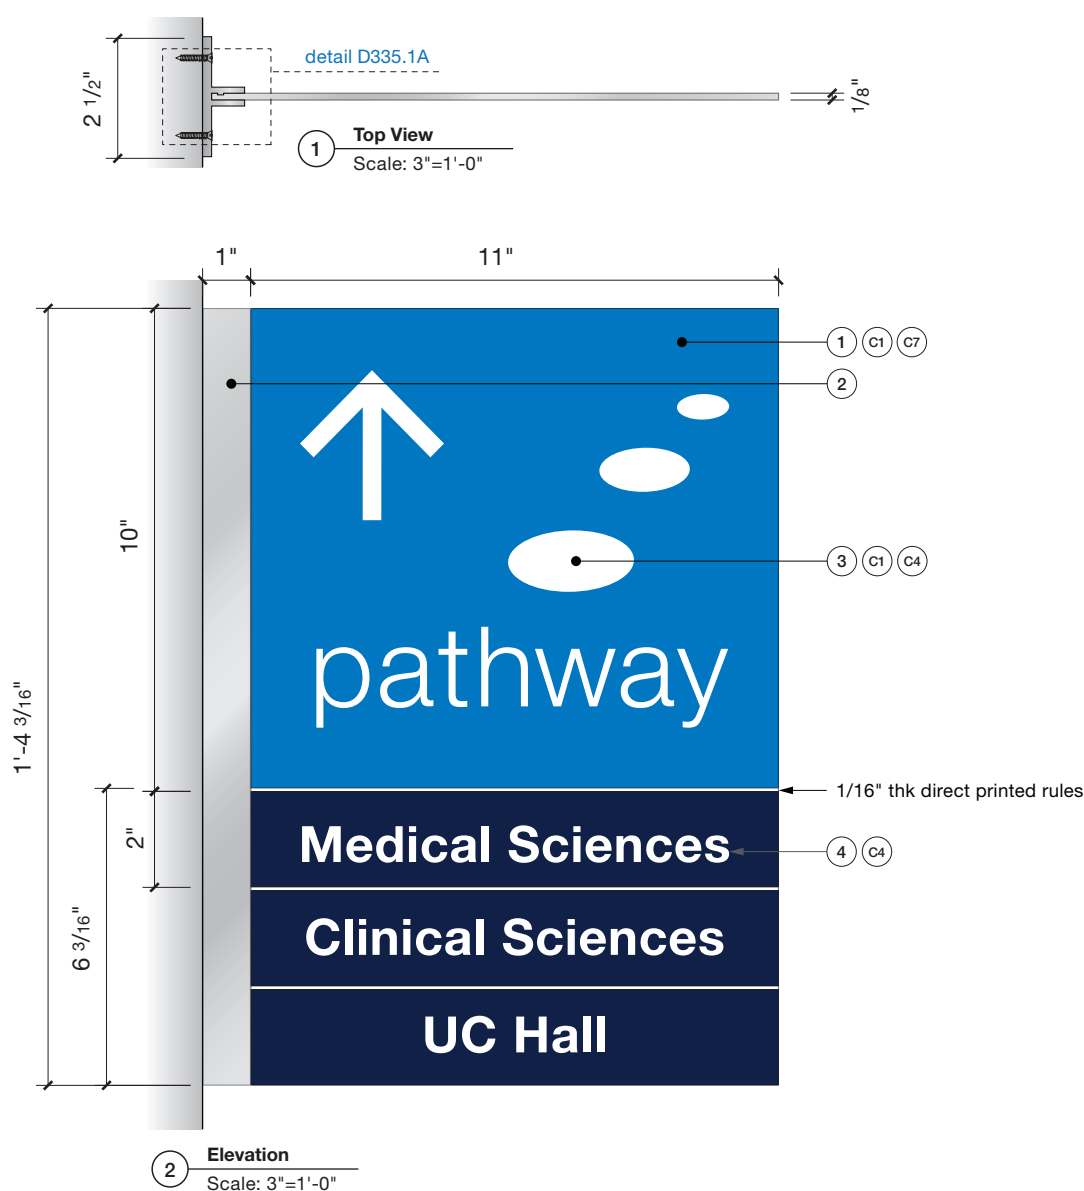 detail D335.1A
2 1/2"
1/8"
1 Top View
Scale: 3"=1'-0"
1" 11"
1 C1 C7
2
3 C1 C4
10"
pathway
1'-4 3/16"
1/16" thk direct printed rules
2"
Medical Sciences
4 C4
6 3/16"
Clinical Sciences
UC Hall
2 Elevation
Scale: 3"=1'-0"